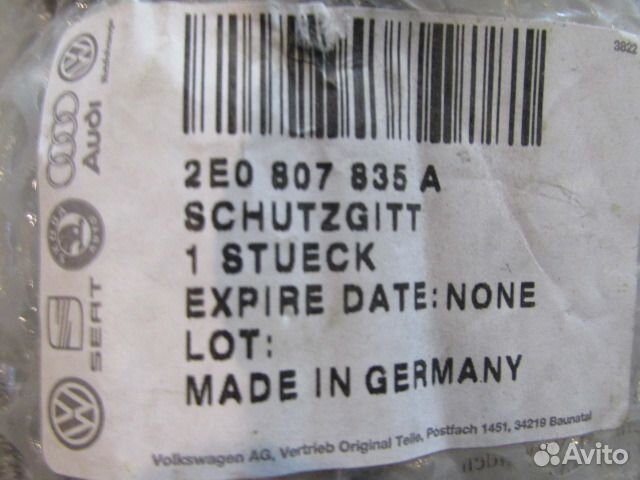 3822
2E0 807 835 A
SCHUTZGITT
1 STUECK
EXPIRE DATE: NONE
LOT:
MADE IN GERMANY
Volkswagen AG, Vertrieb Original Teile, Postfach 1451, 34219 Baunatal
Audi
SEAT
Avito